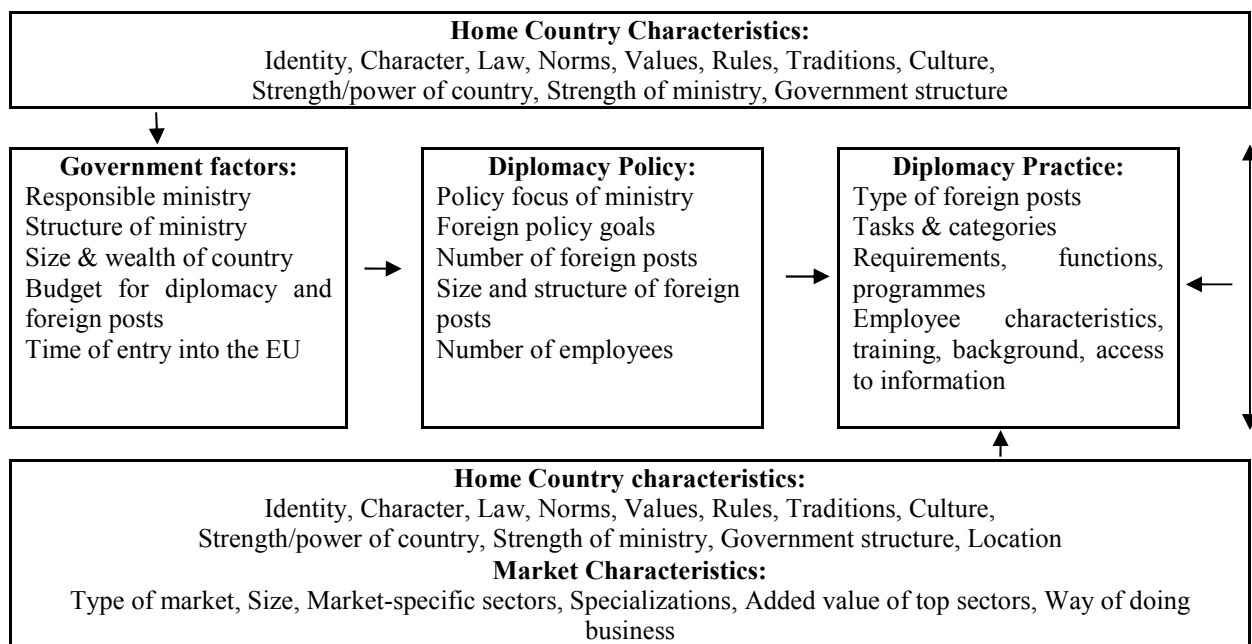 Home Country Characteristics:
Identity, Character, Law, Norms, Values, Rules, Traditions, Culture,
Strength/power of country, Strength of ministry, Government structure
Government factors:
Responsible ministry
Structure of ministry
Size & wealth of country
Budget for diplomacy and
foreign posts
Time of entry into the EU
Diplomacy Policy:
Policy focus of ministry
Foreign policy goals
Number of foreign posts
Size and structure of foreign
posts
Number of employees
Diplomacy Practice:
Type of foreign posts
Tasks & categories
Requirements, functions,
programmes
Employee characteristics,
training, background, access
to information
Home Country characteristics:
Identity, Character, Law, Norms, Values, Rules, Traditions, Culture,
Strength/power of country, Strength of ministry, Government structure, Location
Market Characteristics:
Type of market, Size, Market-specific sectors, Specializations, Added value of top sectors, Way of doing
business